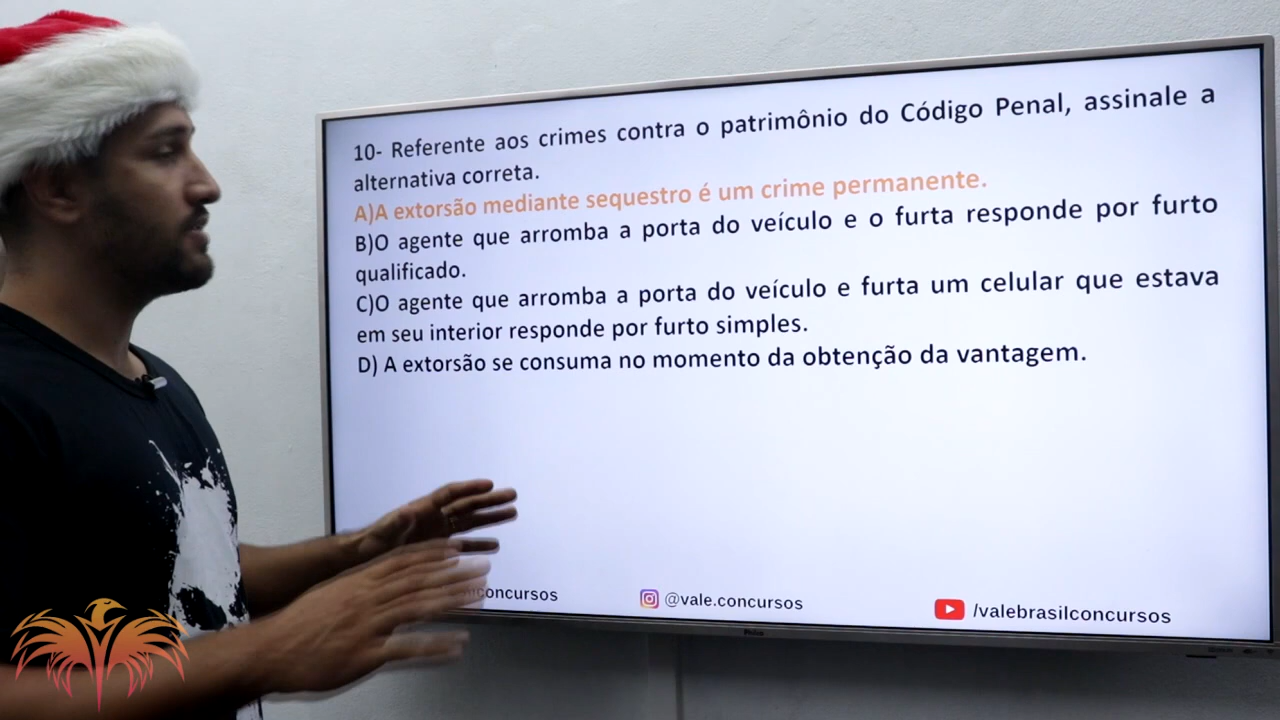 10- Referente aos crimes contra o patrimônio do Código Penal, assinale a
alternativa correta.
A)A extorsão mediante sequestro é um crime permanente.
B)O agente que arromba a porta do veículo e o furta responde por furto
qualificado.
C)O agente que arromba a porta do veículo e furta um celular que estava
em seu interior responde por furto simples.
D) A extorsão se consuma no momento da obtenção da vantagem.
concursos
@vale.concursos
/valebrasilconcursos
Philco